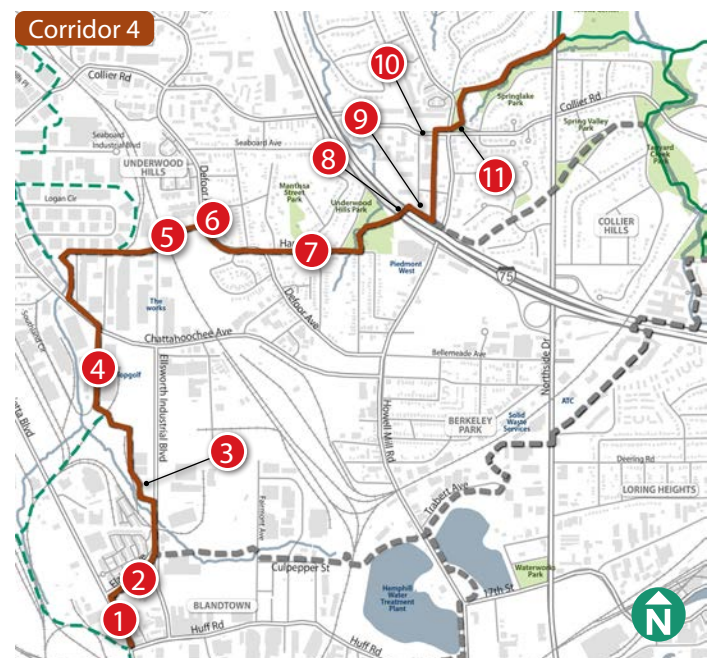 Corridor 4
Collier Rd
10
9
8
Springlake
Park
Collier Rd
Spring Valley
Park
Tanyard
Creek Park
11
Seaboard
Industrial Blvd
Seaboard Ave
UNDERWOOD
HILLS
Logan Cir
Mantissa
Street
Park
Underwood
Hills Park
6
5
7
COLLIER
HILLS
Piedmont
West
75
Defoor Ave
The
works
Chattahoochee Ave
Southland Cir
Bellemeade Ave
Northside Dr
4
Ellsworth Industrial Blvd
Howell Mill Rd
BERKELEY
PARK
Solid
Waste
Services
ATC
3
Deering Rd
LORING HEIGHTS
Trabert Ave
Fairmont Ave
Culpepper St
2
1
BLANDTOWN
Huff Rd
Huff Rd
Hemphill
Water
Treatment
Plant
17th St
Waterworks
Park
N